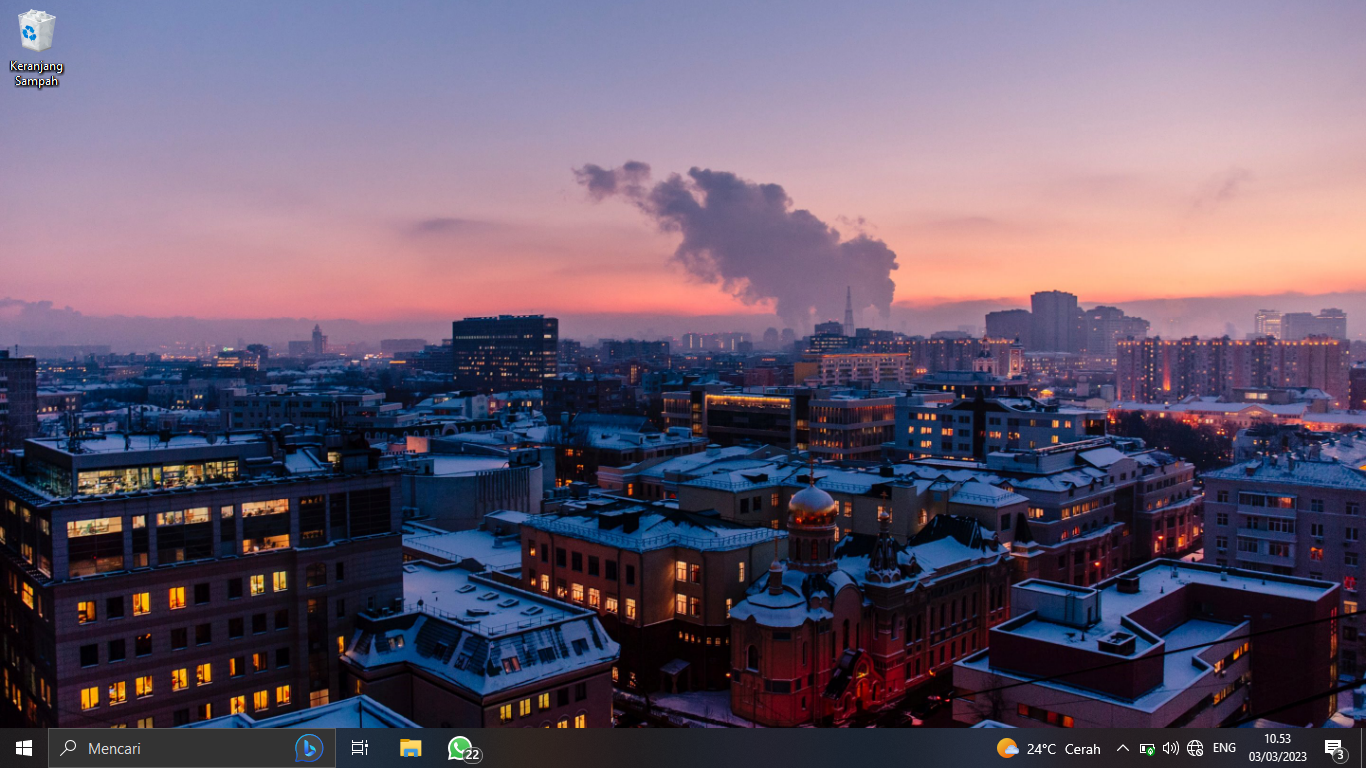 Keranjang
Sampah
Mencari
22
24°C Cerah
ENG
10.53
03/03/2023
3